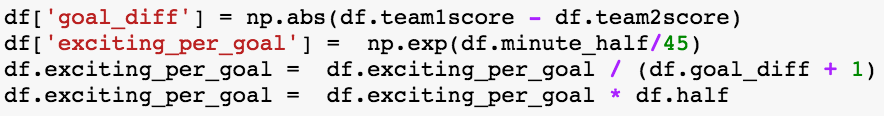 df['goal_diff'] = np.abs(df.team1score - df.team2score)
df['exciting_per_goal'] =  np.exp(df.minute_half/45)
df.exciting_per_goal =  df.exciting_per_goal / (df.goal_diff + 1)
df.exciting_per_goal =  df.exciting_per_goal * df.half